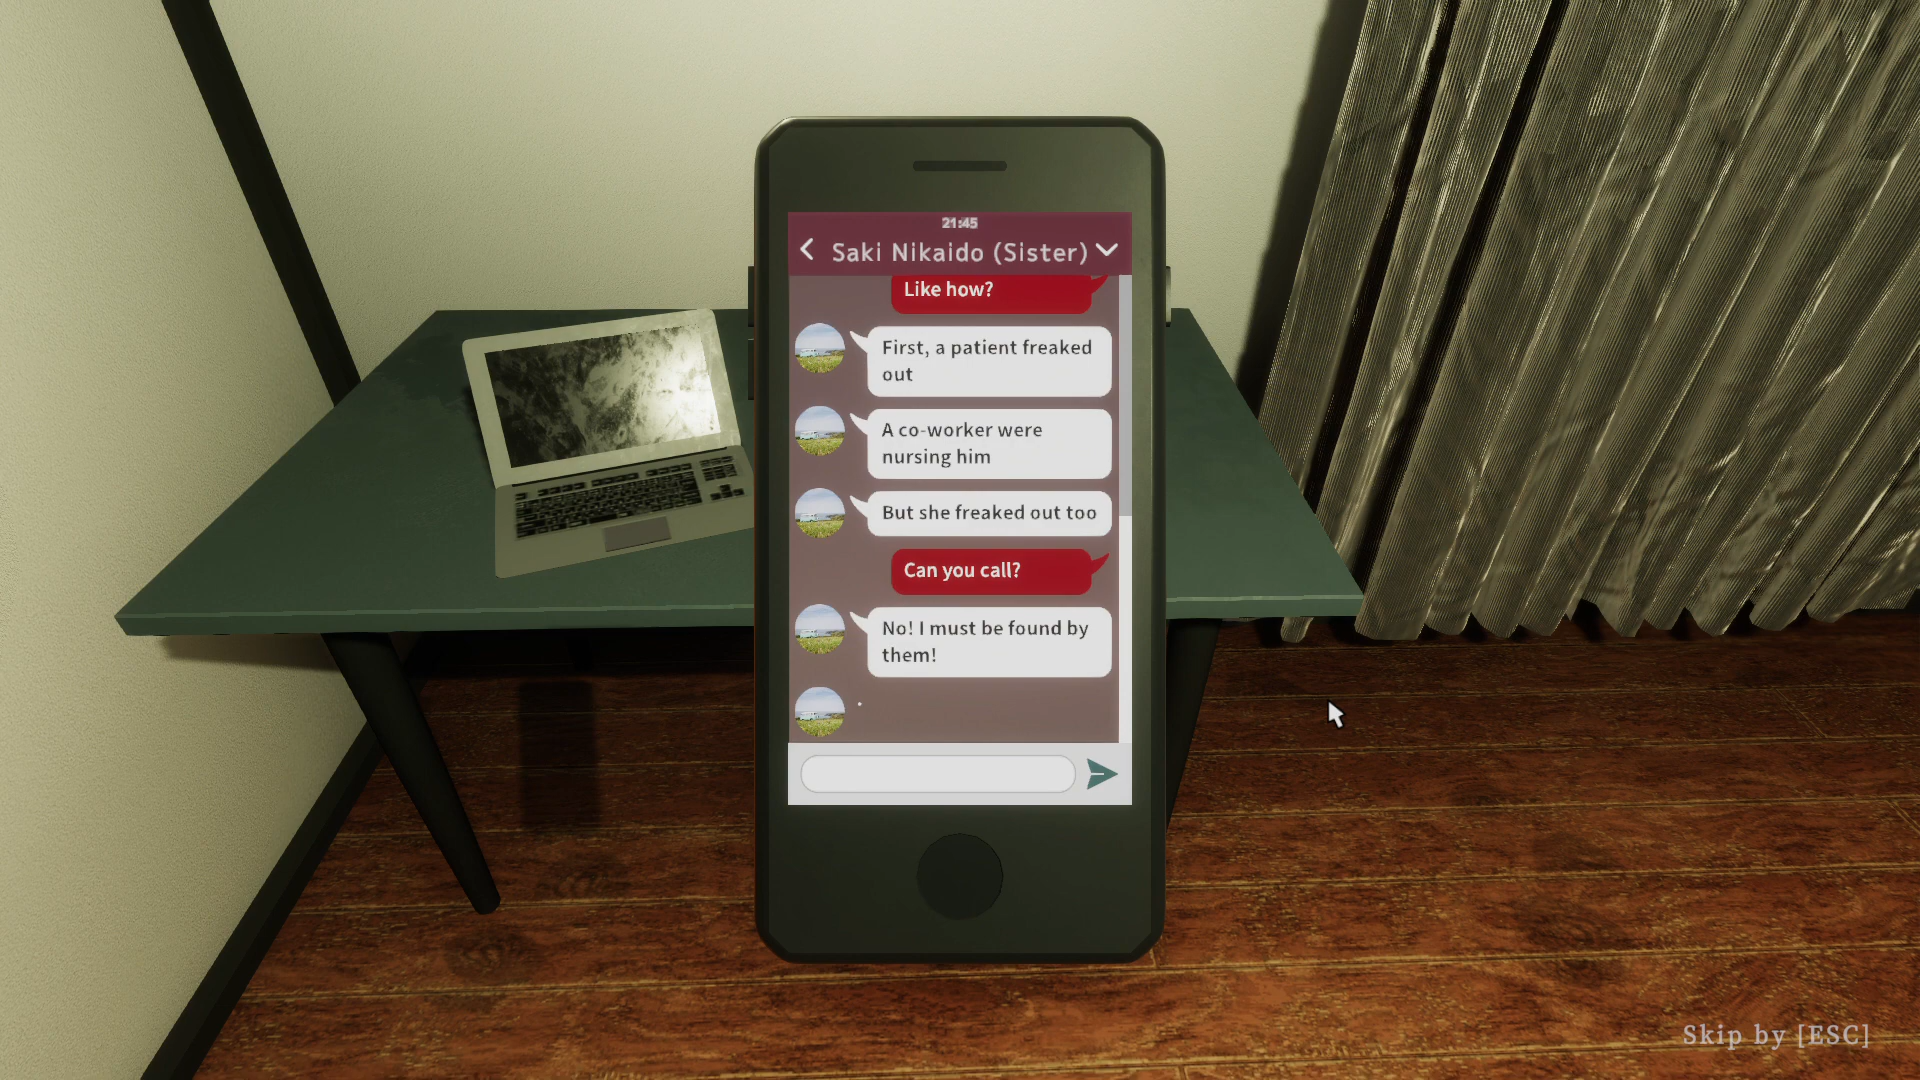 21:45
Saki Nikaido (Sister)
Like how?
First, a patient freaked
out
A co-worker were
nursing him
But she freaked out too
Can you call?
No! I must be found by
them!
Skip by [ESC]